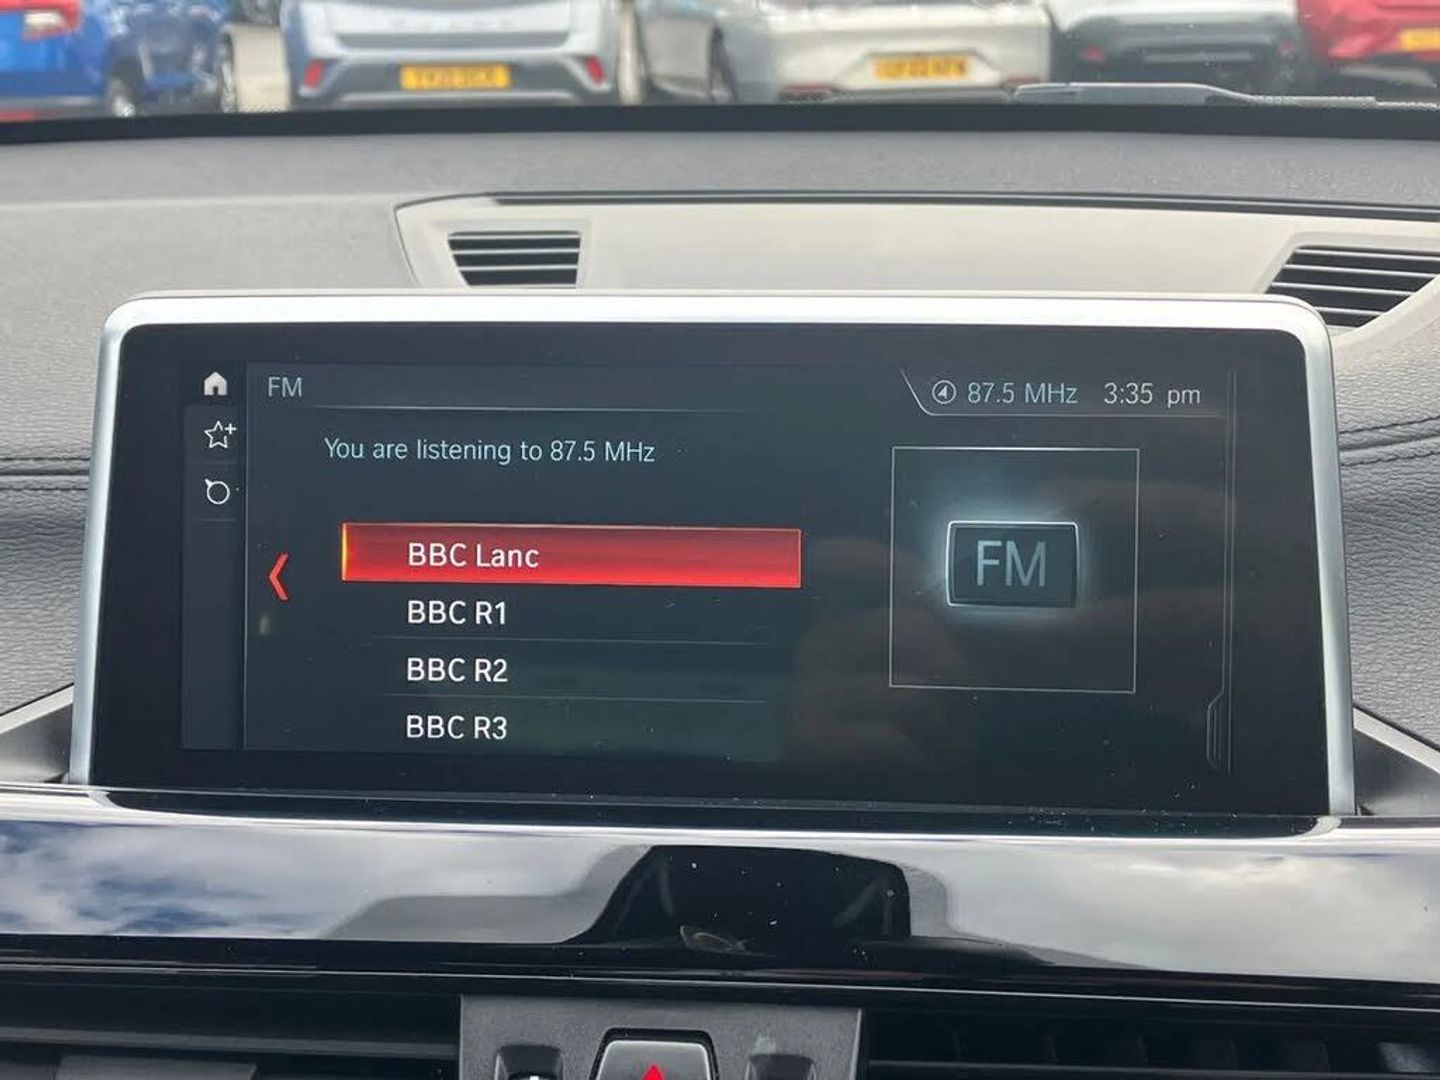 FM
87.5 MHz 3:35 pm
You are listening to 87.5 MHz
BBC Lanc
BBC R1
BBC R2
BBC R3
FM